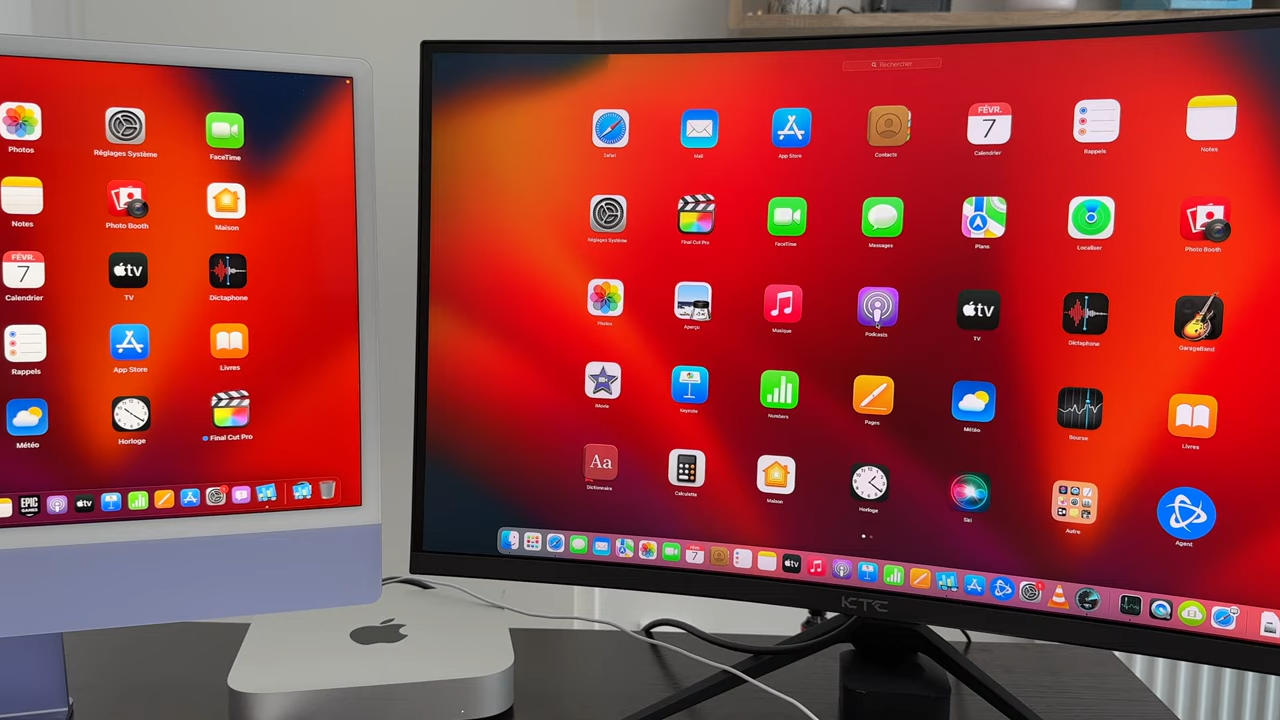 Photos
Réglages Système
FaceTime
Notes
Photo Booth
Maison
FÉVR.
7
Calendrier
tv
TV
Dictaphone
Rappels
App Store
Livres
Météo
Horloge
Final Cut Pro
EPIC
GAMES
tv
Rechercher
Safari
Mail
App Store
Contacts
FÉVR.
7
Calendrier
Rappels
Notes
Réglages Système
Final Cut Pro
FaceTime
Messages
Plans
Localiser
Photo Booth
Photos
Aperçu
Musique
Podcasts
tv
TV
Dictaphone
GarageBand
iMovie
Keynote
Numbers
Pages
Météo
Bourse
Livres
Aa
Dictionnaire
Calculette
Maison
Horloge
Siri
Autre
Agent
7
tv
KTC